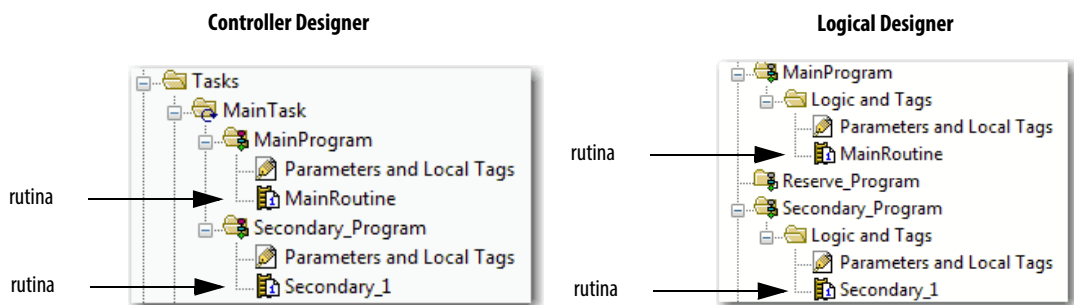 Controller Designer
Tasks
MainTask
MainProgram
Parameters and Local Tags
rutina
MainRoutine
Secondary_Program
Parameters and Local Tags
rutina
Secondary_1
Logical Designer
MainProgram
Logic and Tags
Parameters and Local Tags
rutina
MainRoutine
Reserve_Program
Secondary_Program
Logic and Tags
Parameters and Local Tags
rutina
Secondary_1